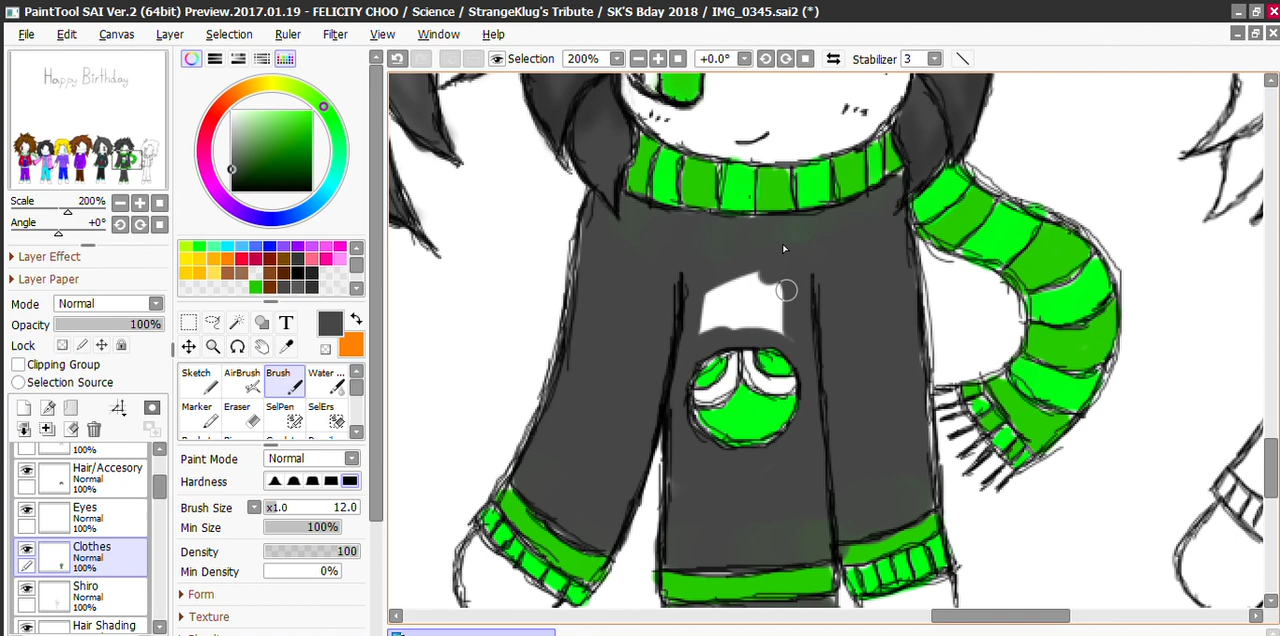 PaintTool SAI Ver.2 (64bit) Preview.2017.01.19 - FELICITY CHOO / Science / StrangeKlug's Tribute / SK'S Bday 2018 / IMG_0345.sai2 (*)
File Edit Canvas Layer Selection Ruler Filter View Window Help
Selection 200% +0.0° Stabilizer 3
Happy Birthday
Scale 200%
Angle +0°
Layer Effect
Layer Paper
Mode Normal
Opacity 100%
Lock
Clipping Group
Selection Source
100%
Hair/Accesory
Normal
100%
Eyes
Normal
100%
Clothes
Normal
100%
Shiro
Normal
100%
Hair Shading
T
Sketch AirBrush Brush Water ...
Marker Eraser SelPen SelErs
Paint Mode Normal
Hardness
Brush Size x1.0 12.0
Min Size 100%
Density 100
Min Density 0%
Form
Texture